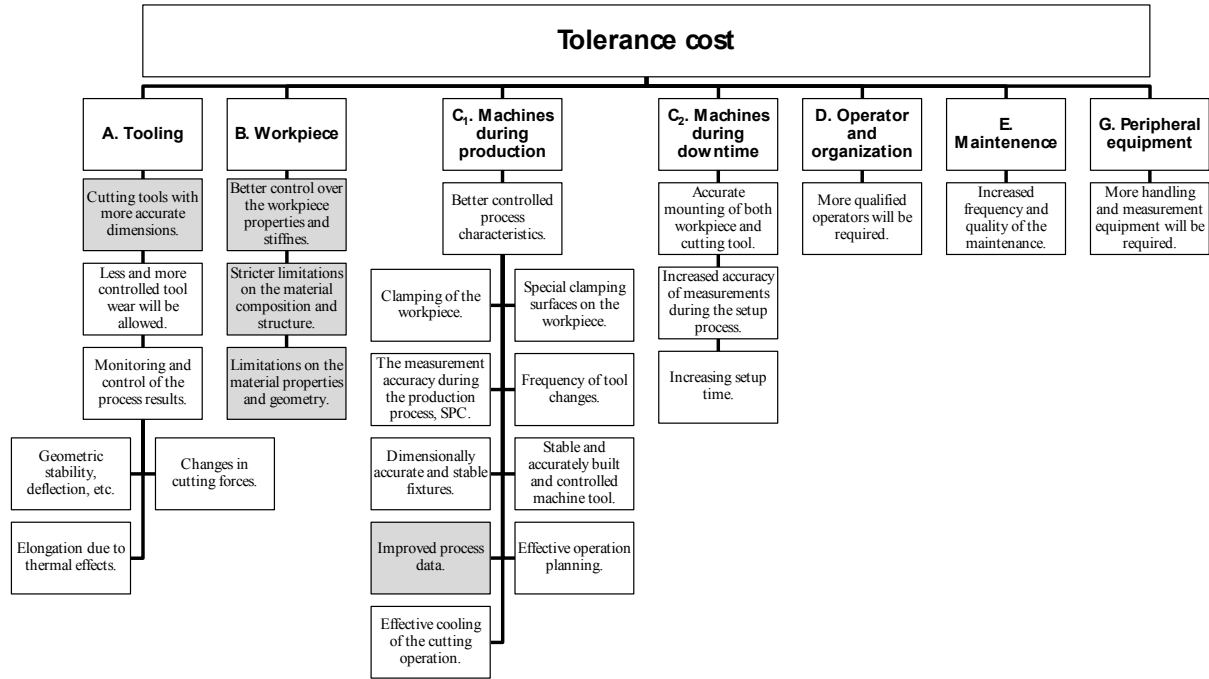 Tolerance cost
A. Tooling
Cutting tools with
more accurate
dimensions.
Less and more
controlled tool
wear will be
allowed.
Monitoring and
control of the
process results.
Geometric
stability,
deflection, etc.
Changes in
cutting forces.
Elongation due to
thermal effects.
B. Workpiece
Better control over
the workpiece
properties and
stiffnes.
Stricter limitations
on the material
composition and
structure.
Limitations on the
material properties
and geometry.
C₁. Machines
during
production
Better controlled
process
characteristics.
Clamping of the
workpiece.
Special clamping
surfaces on the
workpiece.
The measurement
accuracy during
the production
process, SPC.
Frequency of tool
changes.
Dimensionally
accurate and stable
fixtures.
Stable and
accurately built
and controlled
machine tool.
Improved process
data.
Effective operation
planning.
Effective cooling
of the cutting
operation.
C₂. Machines
during
downtime
Accurate
mounting of both
workpiece and
cutting tool.
Increased accuracy
of measurements
during the setup
process.
Increasing setup
time.
D. Operator
and
organization
More qualified
operators will be
required.
E.
Maintenence
Increased
frequency and
quality of the
maintenance.
G. Peripheral
equipment
More handling
and measurement
equipment will be
required.